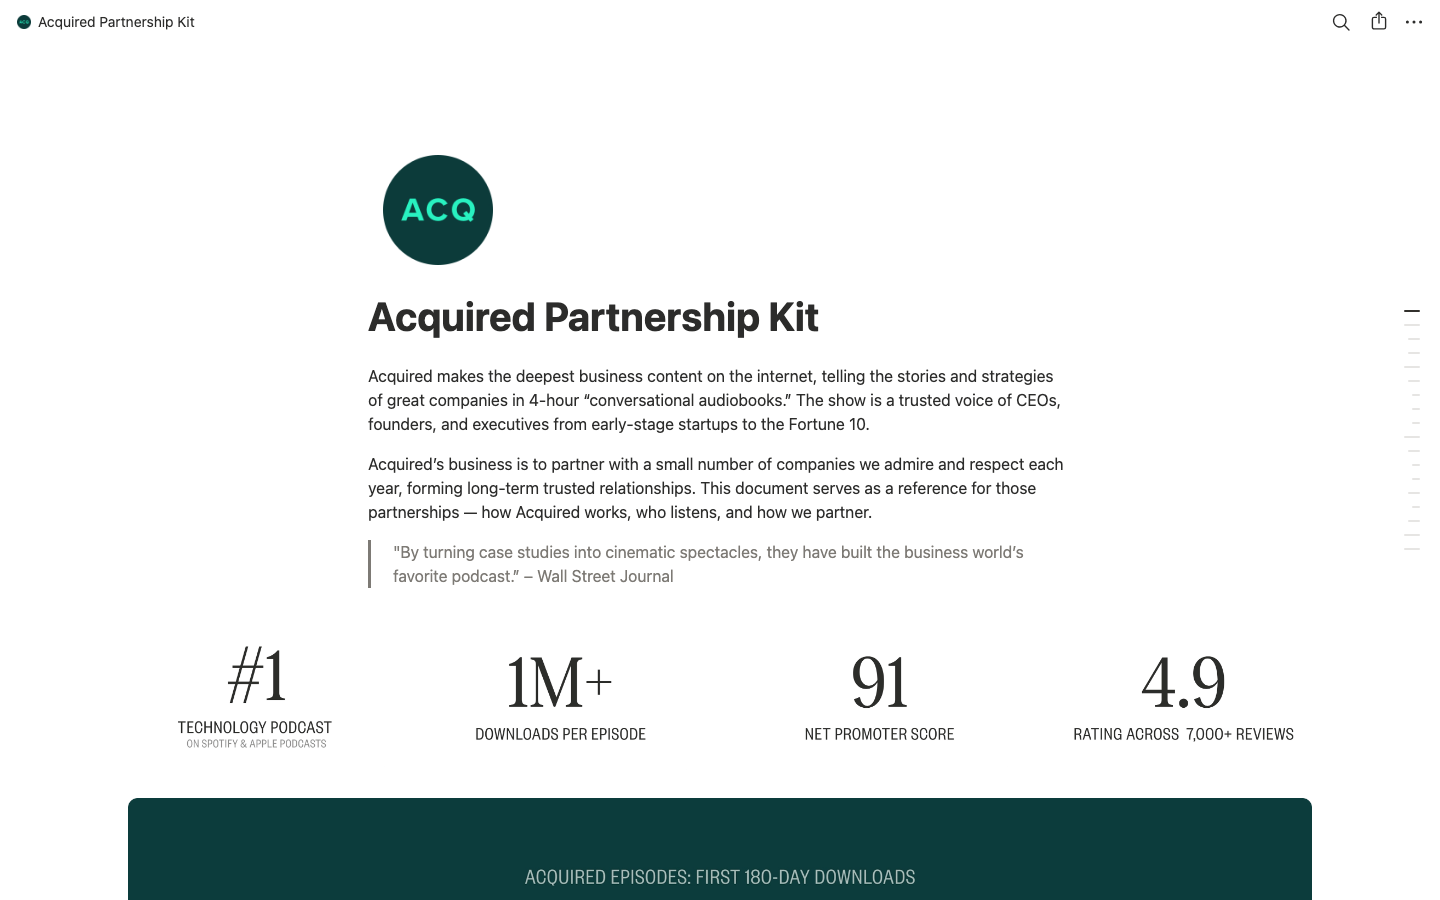 Acquired Partnership Kit
ACQ
Acquired Partnership Kit
Acquired makes the deepest business content on the internet, telling the stories and strategies
of great companies in 4-hour “conversational audiobooks.” The show is a trusted voice of CEOs,
founders, and executives from early-stage startups to the Fortune 10.
Acquired’s business is to partner with a small number of companies we admire and respect each
year, forming long-term trusted relationships. This document serves as a reference for those
partnerships — how Acquired works, who listens, and how we partner.
"By turning case studies into cinematic spectacles, they have built the business world’s
favorite podcast.” – Wall Street Journal
#1
TECHNOLOGY PODCAST
ON SPOTIFY & APPLE PODCASTS
1M+
DOWNLOADS PER EPISODE
91
NET PROMOTER SCORE
4.9
RATING ACROSS 7,000+ REVIEWS
ACQUIRED EPISODES: FIRST 180-DAY DOWNLOADS